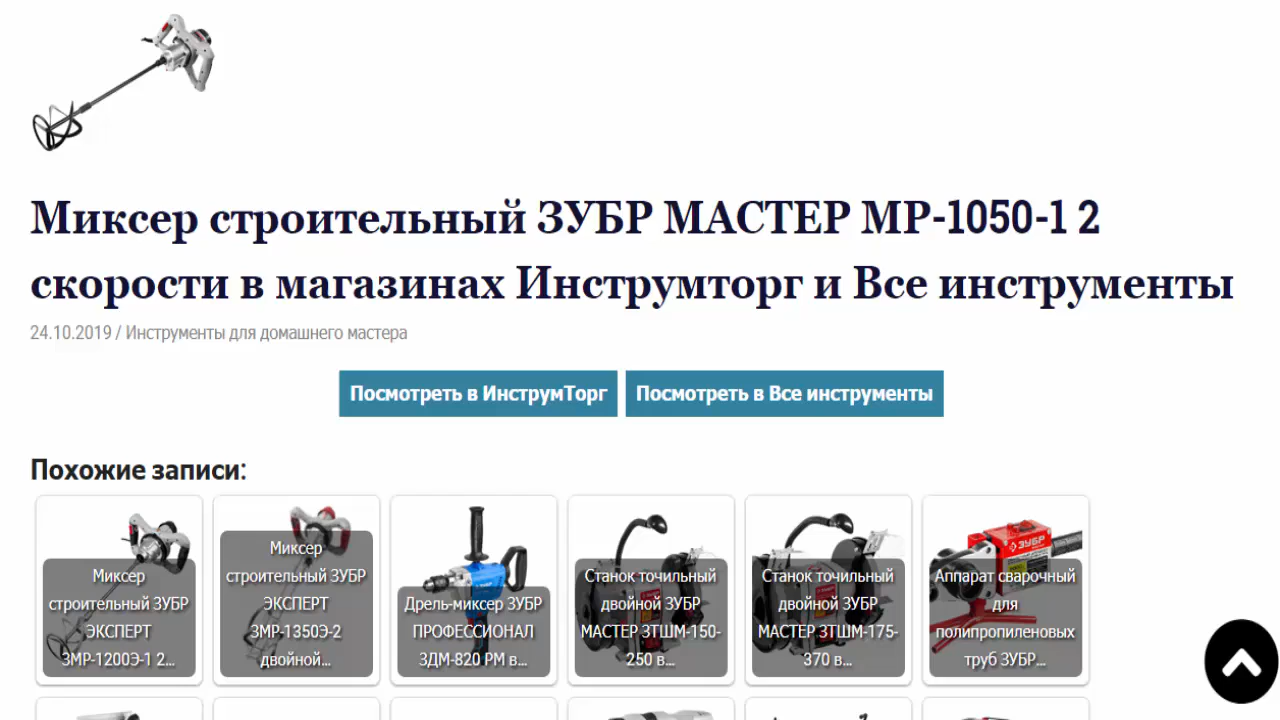 Миксер строительный ЗУБР МАСТЕР МР-1050-1 2
скорости в магазинах Инструмторг и Все инструменты
24.10.2019 / Инструменты для домашнего мастера
Посмотреть в ИнструмТорг
Посмотреть в Все инструменты
Похожие записи:
Миксер
строительный ЗУБР
ЭКСПЕРТ
ЗМР-1200Э-1 2...
Миксер
строительный ЗУБР
ЭКСПЕРТ
ЗМР-1350Э-2
двойной...
Дрель-миксер ЗУБР
ПРОФЕССИОНАЛ
ЗДМ-820 РМ в...
Станок точильный
двойной ЗУБР
МАСТЕР ЗТШМ-150-
250 в...
Станок точильный
двойной ЗУБР
МАСТЕР ЗТШМ-175-
370 в...
ЗУБР
Аппарат сварочный
для
полипропиленовых
труб ЗУБР...